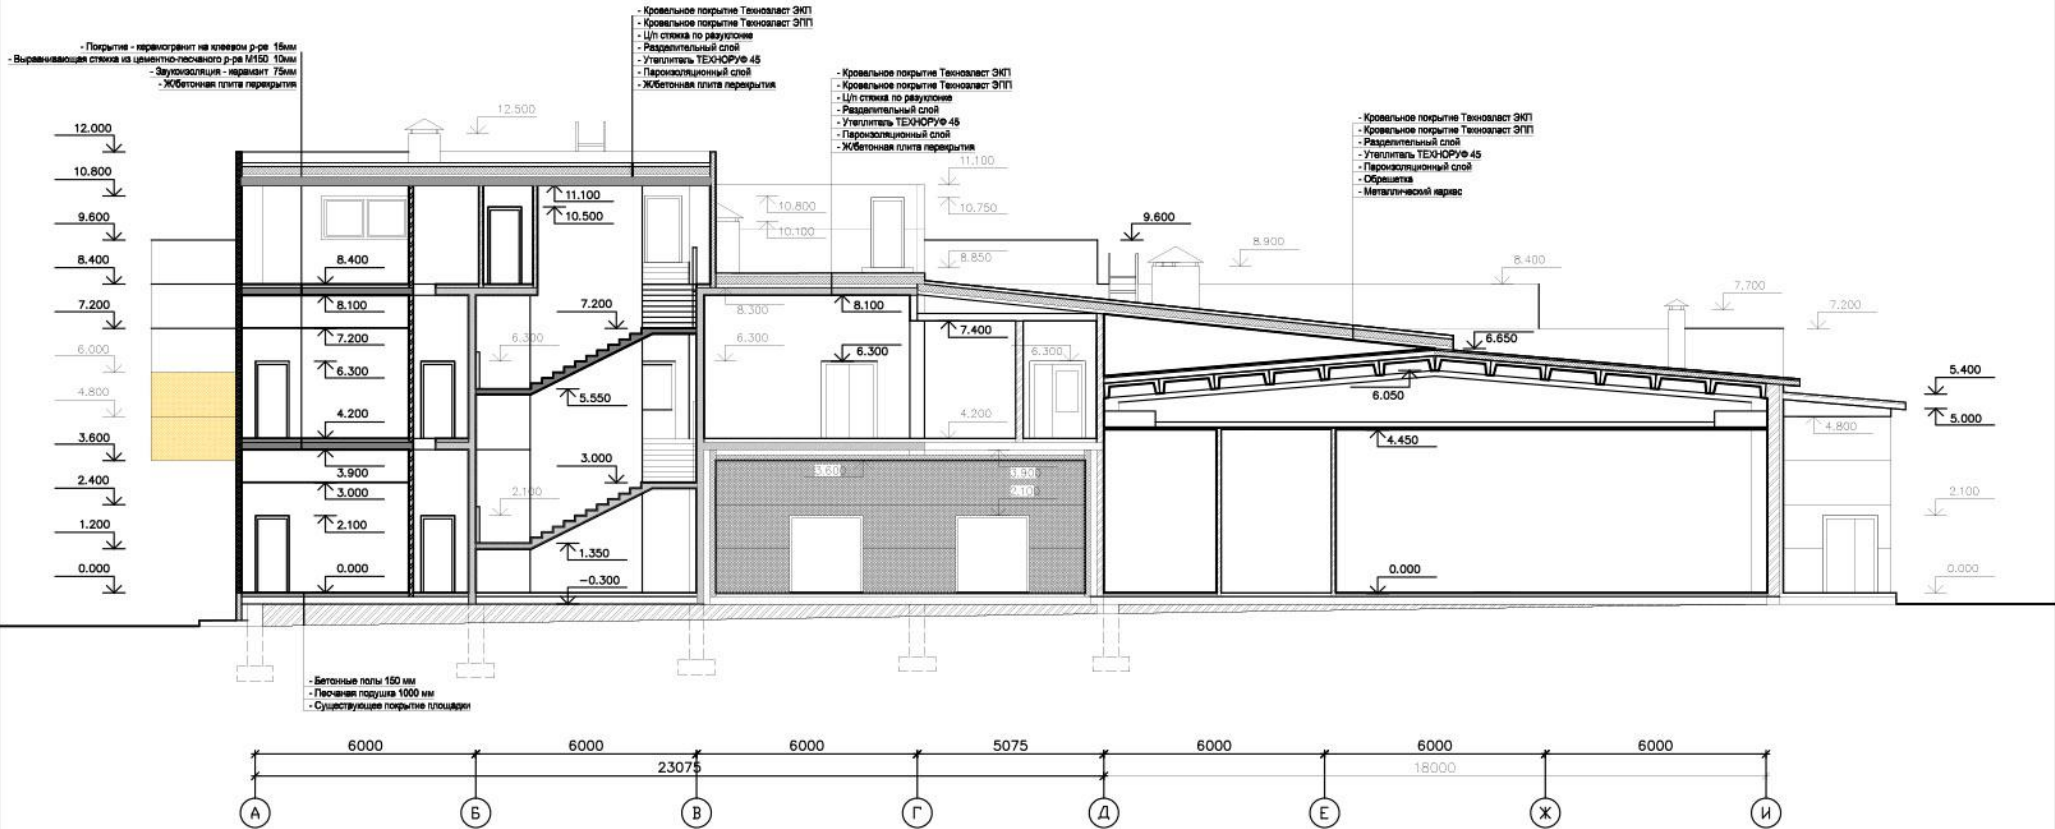 - Кровельное покрытие Техноэласт ЭКП
- Кровельное покрытие Техноэласт ЭПП
- Ц/п стяжка по разуклонке
- Разделительный слой
- Утеплитель ТЕХНОРУФ 45
- Пароизоляционный слой
- Ж/бетонная плита перекрытия
- Покрытие - керамогранит на клеевом р-ре 15мм
- Выравнивающая стяжка из цементно-песчаного р-ра М150 10мм
- Звукоизоляция - керамзит 75мм
- Ж/бетонная плита перекрытия
- Кровельное покрытие Техноэласт ЭКП
- Кровельное покрытие Техноэласт ЭПП
- Ц/п стяжка по разуклонке
- Разделительный слой
- Утеплитель ТЕХНОРУФ 45
- Пароизоляционный слой
- Ж/бетонная плита перекрытия
- Кровельное покрытие Техноэласт ЭКП
- Кровельное покрытие Техноэласт ЭПП
- Разделительный слой
- Утеплитель ТЕХНОРУФ 45
- Пароизоляционный слой
- Обрешетка
- Металлический каркас
12.000
10.800
9.600
8.400
7.200
6.000
4.800
3.600
2.400
1.200
0.000
12.500
8.400
8.100
7.200
6.300
4.200
3.900
3.000
2.100
0.000
11.100
10.500
7.200
6.300
5.550
3.000
2.100
1.350
-0.300
11.100
10.800
10.750
10.100
8.850
8.300
8.100
7.400
6.300
6.300
6.300
4.200
3.600
3.900
2.100
9.600
8.900
8.400
7.700
7.200
6.650
6.050
4.450
0.000
5.400
5.000
4.800
2.100
0.000
- Бетонные полы 150 мм
- Песчаная подушка 1000 мм
- Существующее покрытие площадки
6000 6000 6000 5075 6000 6000 6000
23075 18000
А Б В Г Д Е Ж И